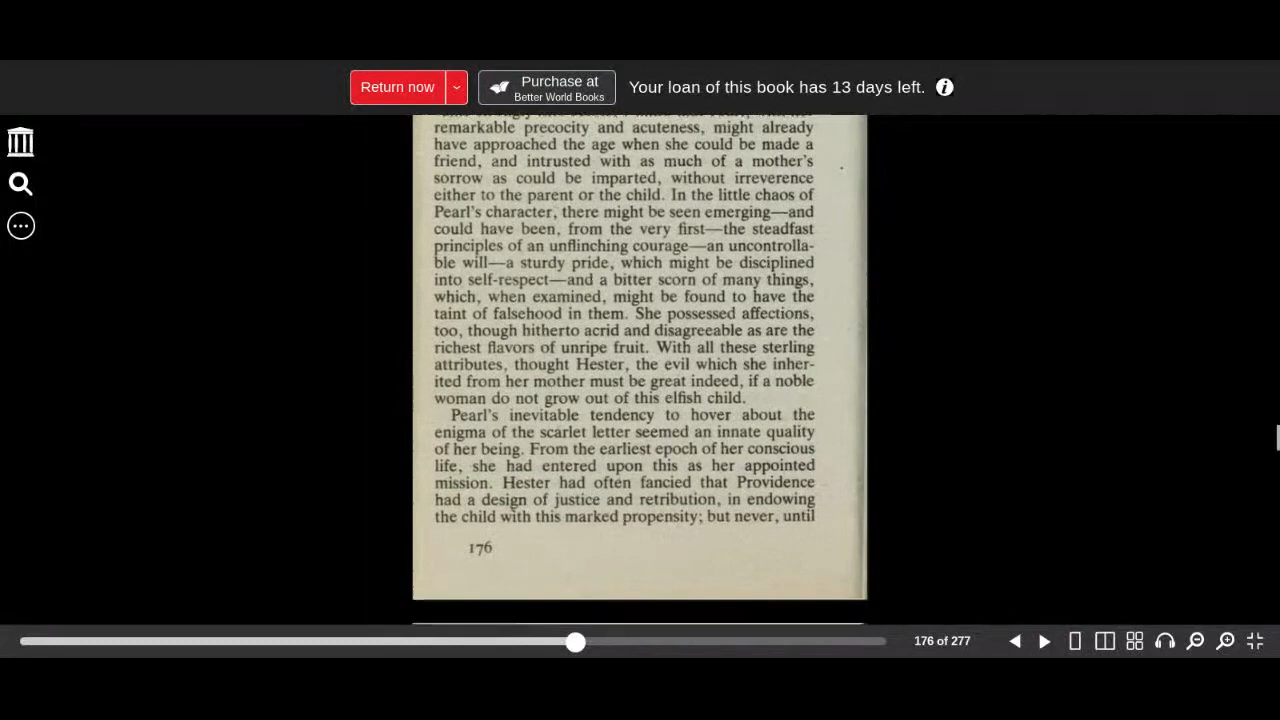 Return now
Purchase at
Better World Books
Your loan of this book has 13 days left.
remarkable precocity and acuteness, might already
have approached the age when she could be made a
friend, and intrusted with as much of a mother's
sorrow as could be imparted, without irreverence
either to the parent or the child. In the little chaos of
Pearl's character, there might be seen emerging—and
could have been, from the very first—the steadfast
principles of an unflinching courage—an uncontrolla-
ble will—a sturdy pride, which might be disciplined
into self-respect—and a bitter scorn of many things,
which, when examined, might be found to have the
taint of falsehood in them. She possessed affections,
too, though hitherto acrid and disagreeable as are the
richest flavors of unripe fruit. With all these sterling
attributes, thought Hester, the evil which she inher-
ited from her mother must be great indeed, if a noble
woman do not grow out of this elfish child.
Pearl's inevitable tendency to hover about the
enigma of the scarlet letter seemed an innate quality
of her being. From the earliest epoch of her conscious
life, she had entered upon this as her appointed
mission. Hester had often fancied that Providence
had a design of justice and retribution, in endowing
the child with this marked propensity; but never, until
176
176 of 277